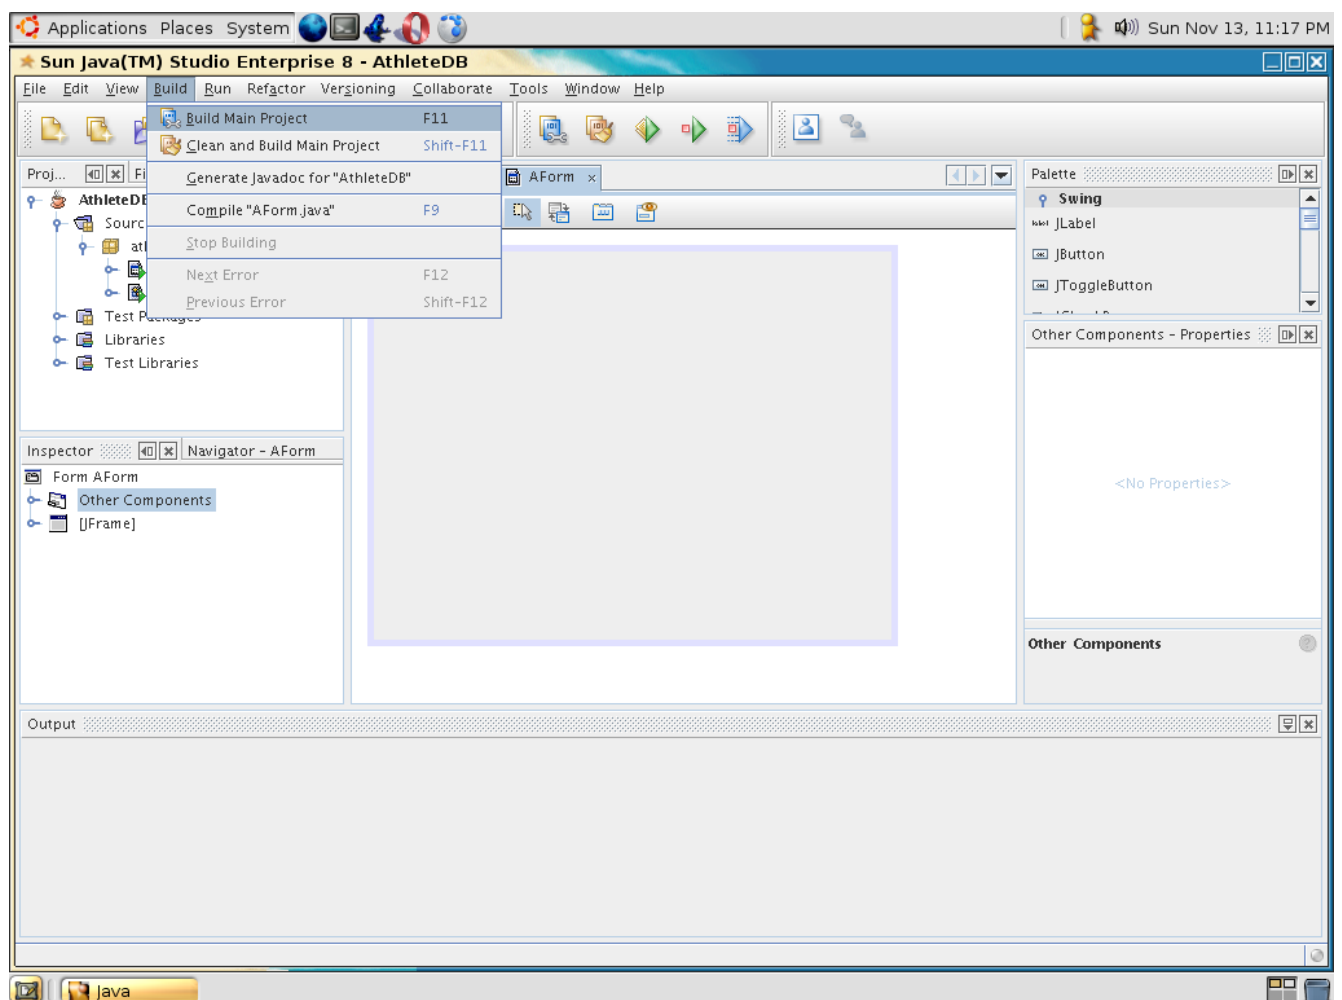 Applications Places System
Sun Nov 13, 11:17 PM
Sun Java(TM) Studio Enterprise 8 - AthleteDB
File Edit View Build Run Refactor Versioning Collaborate Tools Window Help
Build Main Project F11
Clean and Build Main Project Shift-F11
Generate Javadoc for "AthleteDB"
Compile "AForm.java" F9
Stop Building
Next Error F12
Previous Error Shift-F12
Proj...
Fi
AForm
AthleteDB
Sourc
atl
Test Packages
Libraries
Test Libraries
Palette
Swing
label JLabel
JButton
JToggleButton
Other Components - Properties
<No Properties>
Other Components
Inspector
Navigator - AForm
Form AForm
Other Components
[JFrame]
Output
Java